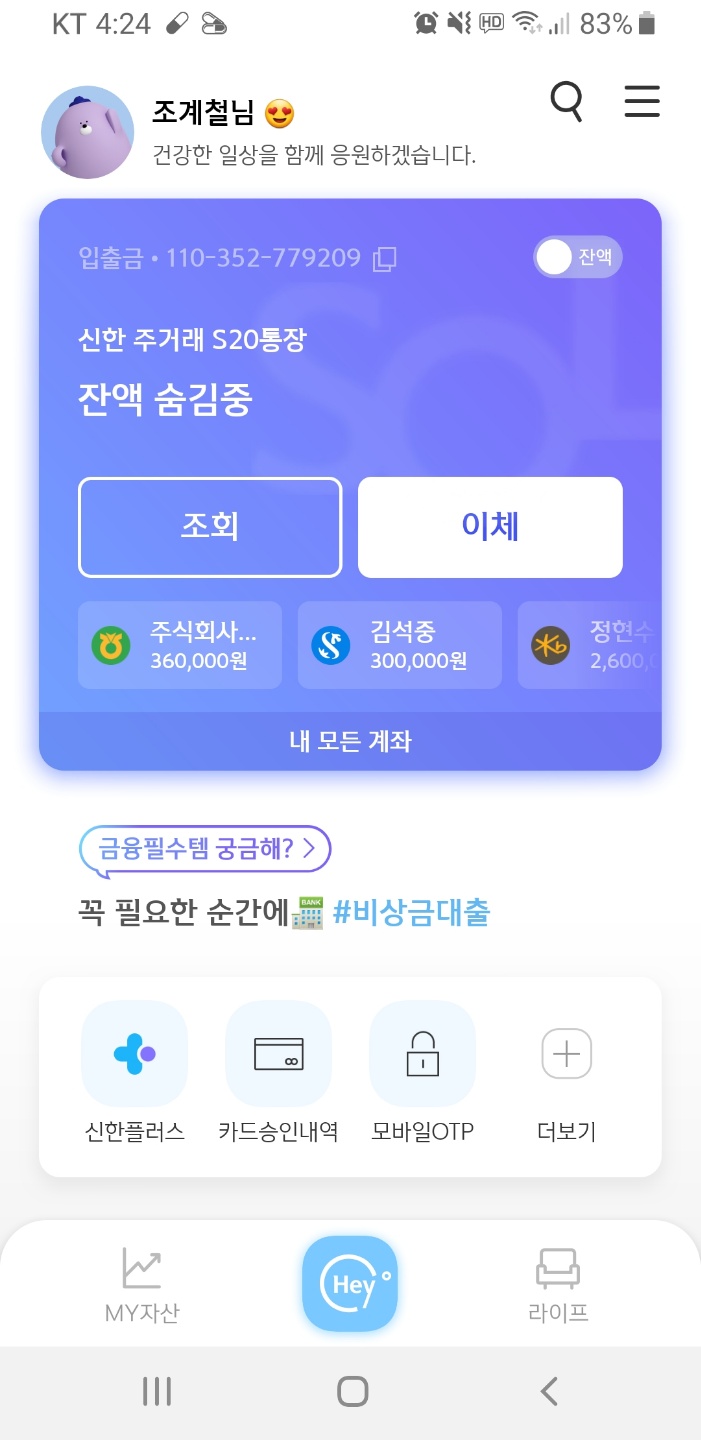 KT 4:24 HD 83%
조계철님 😍
건강한 일상을 함께 응원하겠습니다.
입출금 • 110-352-779209
잔액
신한 주거래 S20통장
잔액 숨김중
SOL
조회
이체
주식회사...
360,000원
김석중
300,000원
정현수
2,600,0
내 모든 계좌
금융필수템 궁금해? >
꼭 필요한 순간에🏦 #비상금대출
신한플러스
카드승인내역
모바일OTP
더보기
MY자산
Hey
라이프